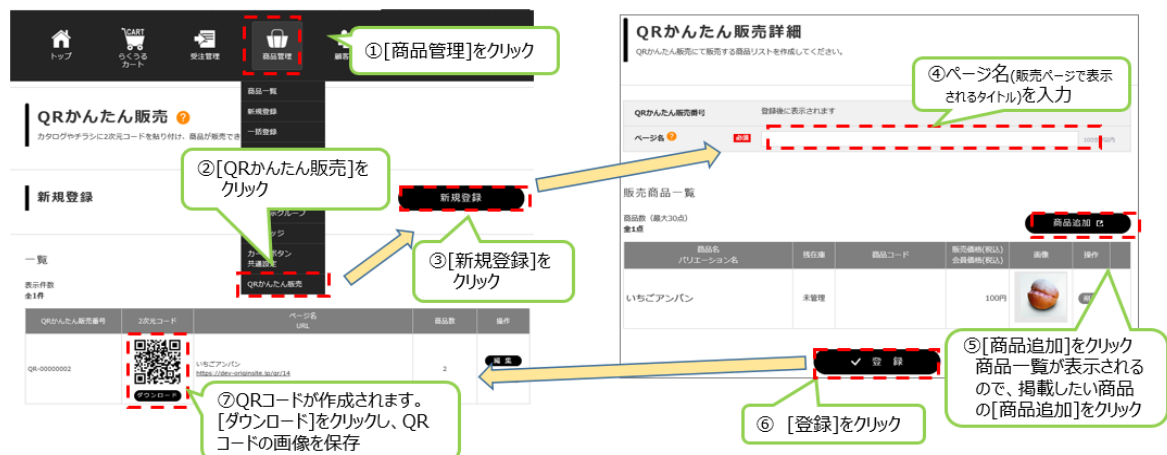 トップ
CART
らくうる
カート
受注管理
商品管理
顧客
①[商品管理]をクリック
商品一覧
新規登録
一括登録
QRかんたん販売
カタログやチラシに2次元コードを貼り付け、商品が販売でき
②[QRかんたん販売]を
クリック
新規登録
新規登録
グループ
カートボタン
共通設定
QRかんたん販売
③[新規登録]を
クリック
一覧
表示件数
全1件
QRかんたん販売番号
2次元コード
ページ名
URL
商品数
操作
QR-00000002
ダウンロード
いちごアンパン
https://dev-originsite.jp/qr/14
2
編集
⑦QRコードが作成されます。
[ダウンロード]をクリックし、QR
コードの画像を保存
QRかんたん販売詳細
QRかんたん販売にて販売する商品リストを作成してください。
④ページ名(販売ページで表示
されるタイトル)を入力
QRかんたん販売番号
登録後に表示されます
ページ名
必須
販売商品一覧
商品数（最大30点）
全1点
商品追加
商品名
バリエーション名
残在庫
商品コード
販売価格(税込)
会員価格(税込)
画像
操作
いちごアンパン
未管理
100円
⑤[商品追加]をクリック
商品一覧が表示される
ので、掲載したい商品
の[商品追加]をクリック
登録
⑥ [登録]をクリック